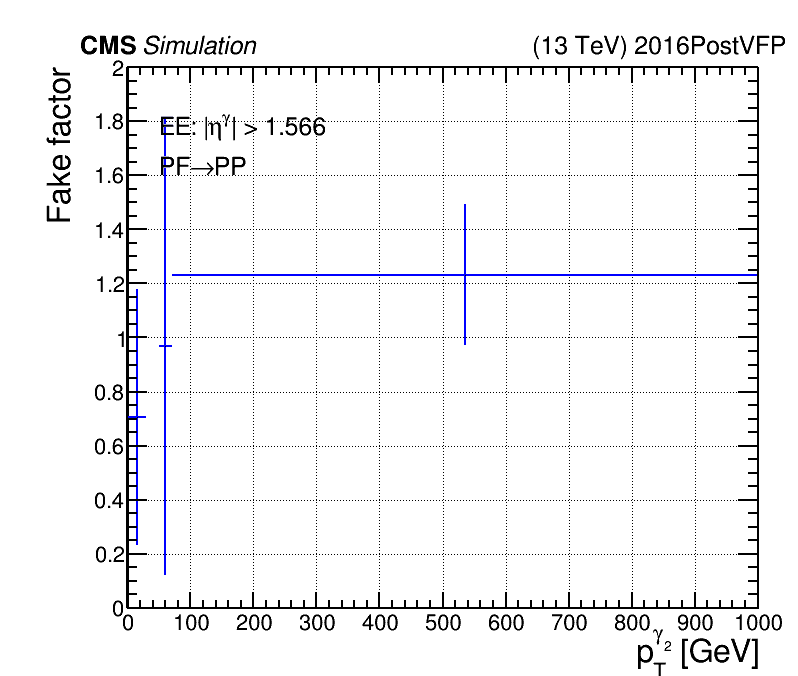 CMS Simulation (13 TeV) 2016PostVFP
Fake factor
2
1.8
1.6
1.4
1.2
1
0.8
0.6
0.4
0.2
0
EE: |η^γ| > 1.566
PF→PP
0 100 200 300 400 500 600 700 800 900 1000
p_T^γ₂ [GeV]